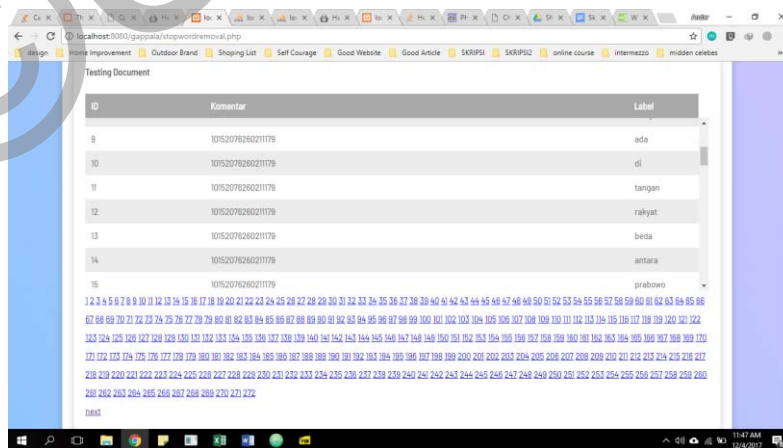 localhost:8080/gappala/stopwordremoval.php
design Home Improvement Outdoor Brand Shoping List Self Courage Good Website Good Article SKRIPSI SKRIPSI2 online course intermezzo midden celebes
Testing Document
ID Komentar Label
9 10152076260211179 ada
10 10152076260211179 di
11 10152076260211179 tangan
12 10152076260211179 rakyat
13 10152076260211179 beda
14 10152076260211179 antara
15 10152076260211179 prabowo
1 2 3 4 5 6 7 8 9 10 11 12 13 14 15 16 17 18 19 20 21 22 23 24 25 26 27 28 29 30 31 32 33 34 35 36 37 38 39 40 41 42 43 44 45 46 47 48 49 50 51 52 53 54 55 56 57 58 59 60 61 62 63 64 65 66
67 68 69 70 71 72 73 74 75 76 77 78 79 80 81 82 83 84 85 86 87 88 89 90 91 92 93 94 95 96 97 98 99 100 101 102 103 104 105 106 107 108 109 110 111 112 113 114 115 116 117 118 119 120 121 122
123 124 125 126 127 128 129 130 131 132 133 134 135 136 137 138 139 140 141 142 143 144 145 146 147 148 149 150 151 152 153 154 155 156 157 158 159 160 161 162 163 164 165 166 167 168 169 170
171 172 173 174 175 176 177 178 179 180 181 182 183 184 185 186 187 188 189 190 191 192 193 194 195 196 197 198 199 200 201 202 203 204 205 206 207 208 209 210 211 212 213 214 215 216 217
218 219 220 221 222 223 224 225 226 227 228 229 230 231 232 233 234 235 236 237 238 239 240 241 242 243 244 245 246 247 248 249 250 251 252 253 254 255 256 257 258 259 260
261 262 263 264 265 266 267 268 269 270 271 272
next
11:47 AM
12/4/2017